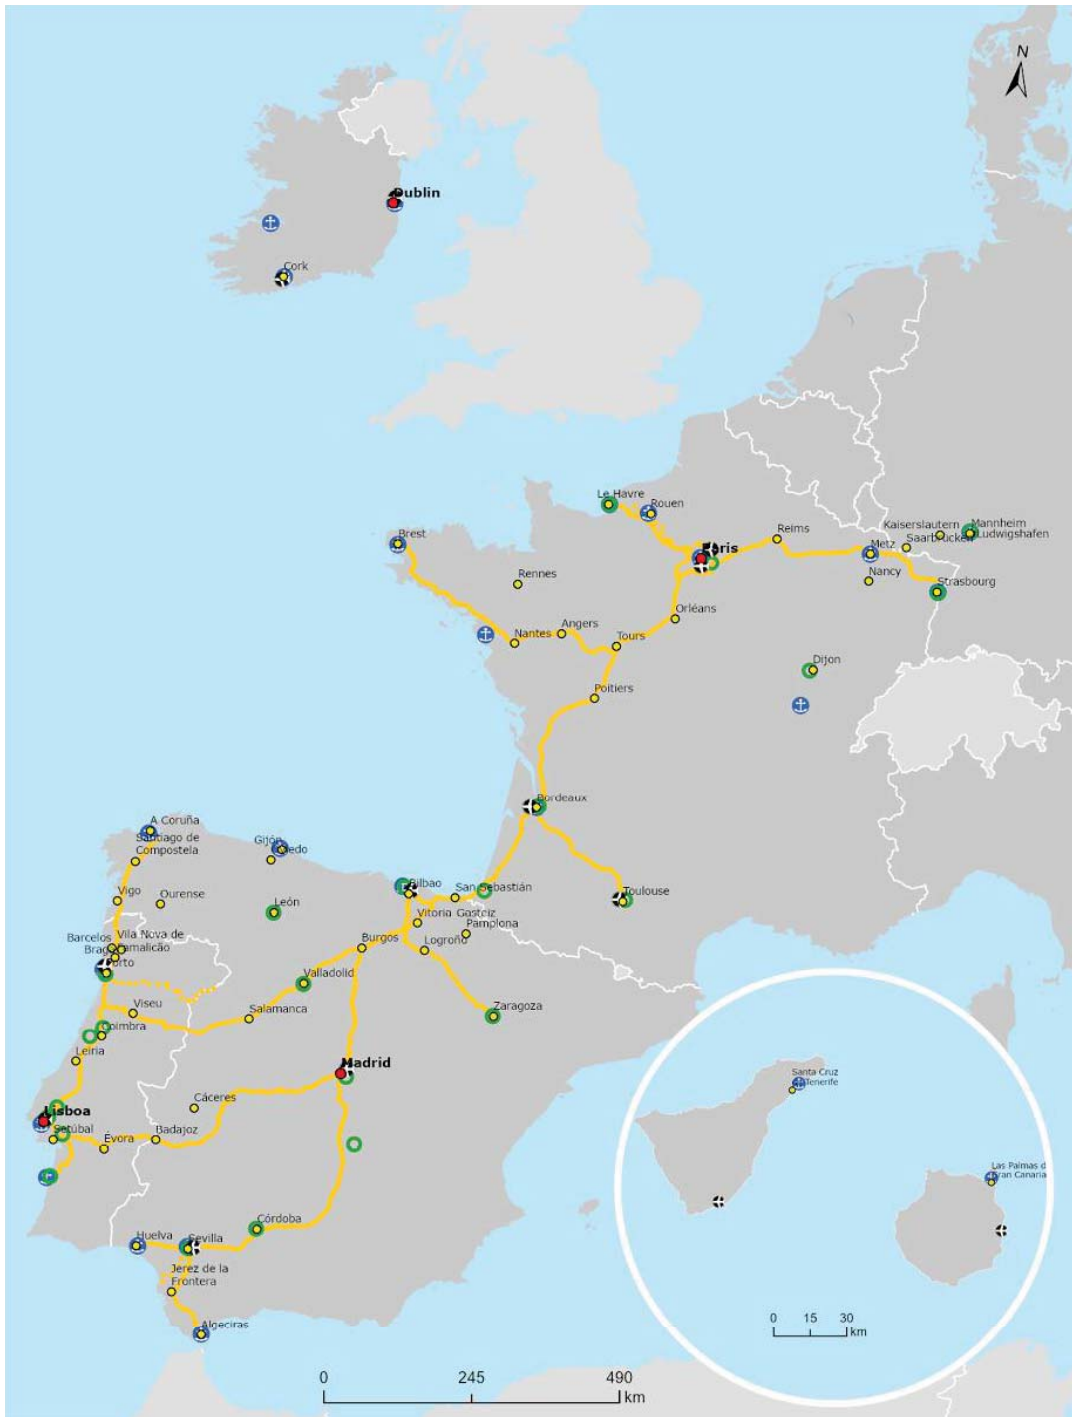 N
Dublin
Cork
Le Havre
Rouen
Brest
Paris
Reims
Kaiserslautern
Mannheim
Ludwigshafen
Saarbrücken
Metz
Nancy
Strasbourg
Rennes
Orléans
Nantes
Angers
Tours
Dijon
Poitiers
Bordeaux
A Coruña
Santiago de
Compostela
Gijón
Bilbao
San Sebastián
Toulouse
Vigo
Ourense
León
Vitoria Gasteiz
Pamplona
Barcelos
Vila Nova de
Famalicão
Burgos
Logroño
Porto
Valladolid
Viseu
Salamanca
Zaragoza
Coimbra
Leiria
Madrid
Cáceres
Lisboa
Setúbal
Évora
Badajoz
Córdoba
Huelva
Sevilla
Jerez de la
Frontera
Algeciras
Santa Cruz
Tenerife
Las Palmas d
Gran Canaria
0 15 30
km
0 245 490
km